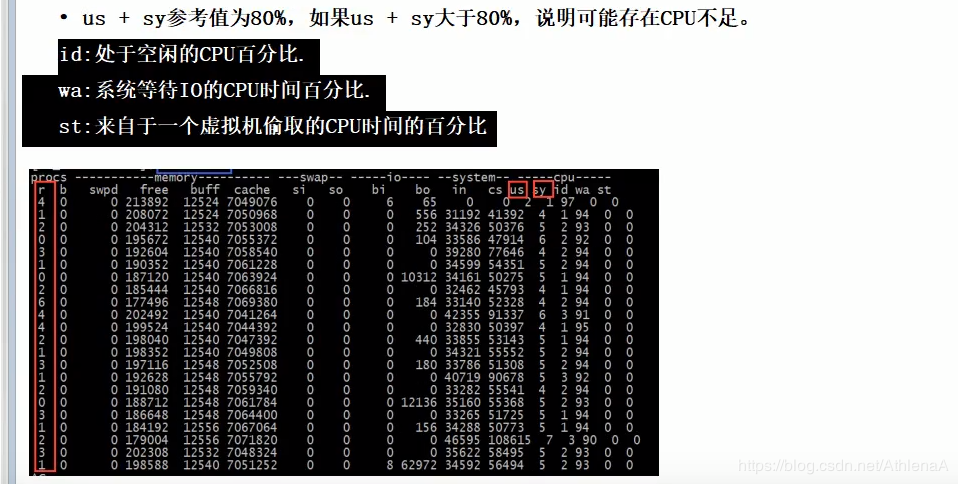 • us + sy参考值为80%，如果us + sy大于80%，说明可能存在CPU不足。
id:处于空闲的CPU百分比.
wa:系统等待IO的CPU时间百分比.
st:来自于一个虚拟机偷取的CPU时间的百分比
procs -----------memory---------- ---swap-- -----io---- --system-- -----cpu-----
r b swpd free buff cache si so bi bo in cs us sy id wa st
4 0 0 213892 12524 7049076 0 0 6 65 0 0 2 1 97 0 0
1 0 0 208072 12524 7050968 0 0 0 556 31192 41392 4 1 94 0 0
2 0 0 204312 12532 7053008 0 0 0 252 34326 50376 5 2 93 0 0
0 0 0 195672 12540 7055372 0 0 0 104 33586 47914 6 2 92 0 0
3 0 0 192604 12540 7058540 0 0 0 0 39280 77646 4 2 94 0 0
1 0 0 190352 12540 7061228 0 0 0 0 34599 54351 5 2 94 0 0
0 0 0 187120 12540 7063924 0 0 0 10312 34161 50275 5 1 94 0 0
2 0 0 185444 12540 7066816 0 0 0 0 32462 45793 4 1 94 0 0
6 0 0 177496 12548 7069380 0 0 0 184 33140 52328 4 2 94 0 0
4 0 0 202492 12540 7041264 0 0 0 0 42355 91337 6 3 91 0 0
4 0 0 199524 12540 7044392 0 0 0 0 32830 50397 4 1 95 0 0
2 0 0 198040 12540 7047392 0 0 0 440 33855 53143 5 1 94 0 0
1 0 0 198352 12540 7049808 0 0 0 0 34321 55552 5 2 94 0 0
3 0 0 197116 12548 7052508 0 0 0 180 33786 51308 5 2 94 0 0
1 0 0 192628 12548 7055792 0 0 0 0 40719 90678 5 3 92 0 0
2 0 0 191080 12548 7059340 0 0 0 0 33282 55541 4 2 94 0 0
0 0 0 188712 12548 7061784 0 0 0 12136 35160 55368 5 2 93 0 0
3 0 0 186648 12548 7064400 0 0 0 0 33265 51725 5 1 94 0 0
1 0 0 184192 12556 7067064 0 0 0 156 34288 50773 5 1 94 0 0
2 0 0 179004 12556 7071820 0 0 0 0 46595 108615 7 3 90 0 0
0 0 0 202308 12532 7048324 0 0 0 0 35622 58495 5 2 93 0 0
1 0 0 198588 12540 7051252 0 0 8 62972 34592 56494 5 2 93 0 0
https://blog.csdn.net/AthlenaA